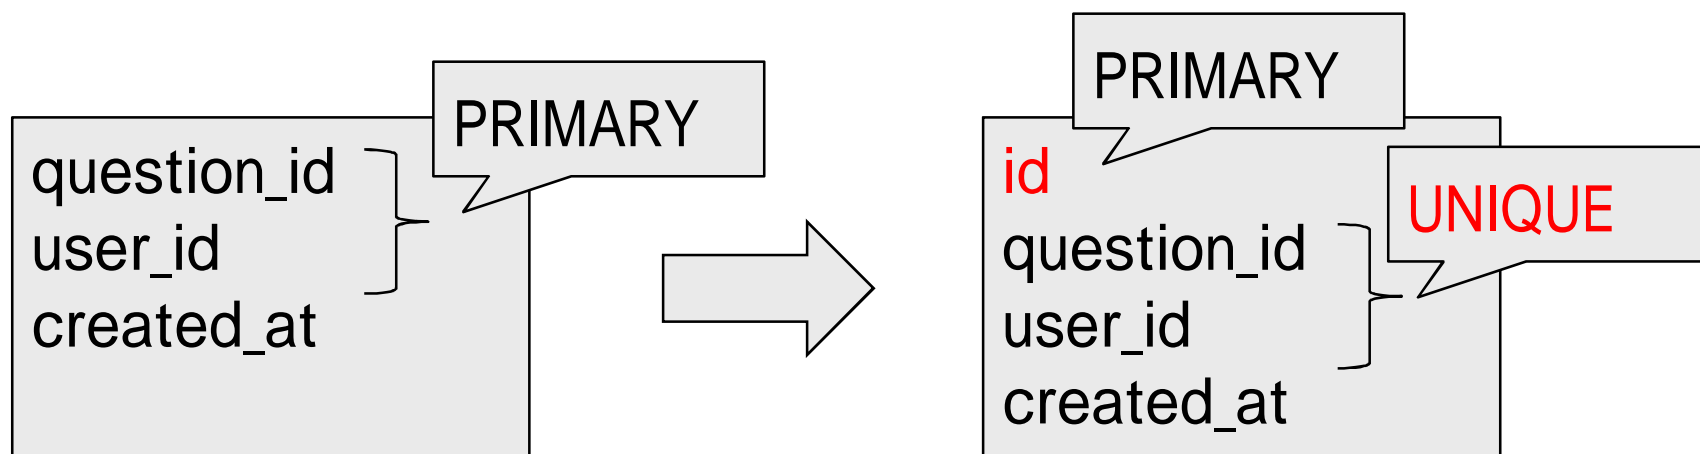 PRIMARY
question_id
user_id
created_at
PRIMARY
id
UNIQUE
question_id
user_id
created_at